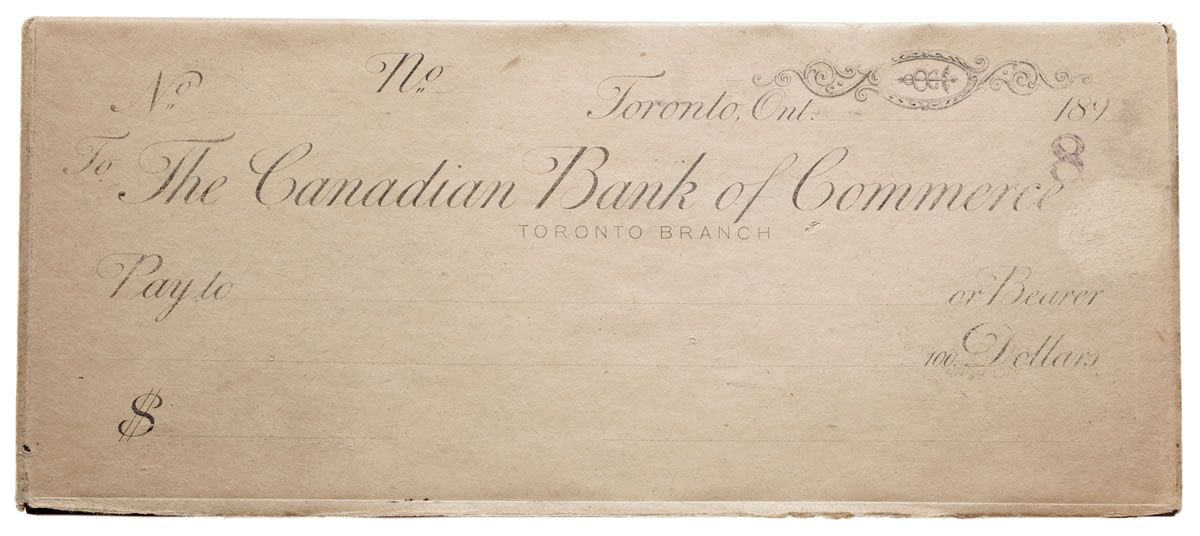 No. No. Toronto, Ont. 189
8
To The Canadian Bank of Commerce
TORONTO BRANCH
Pay to or Bearer
100 Dollars
$